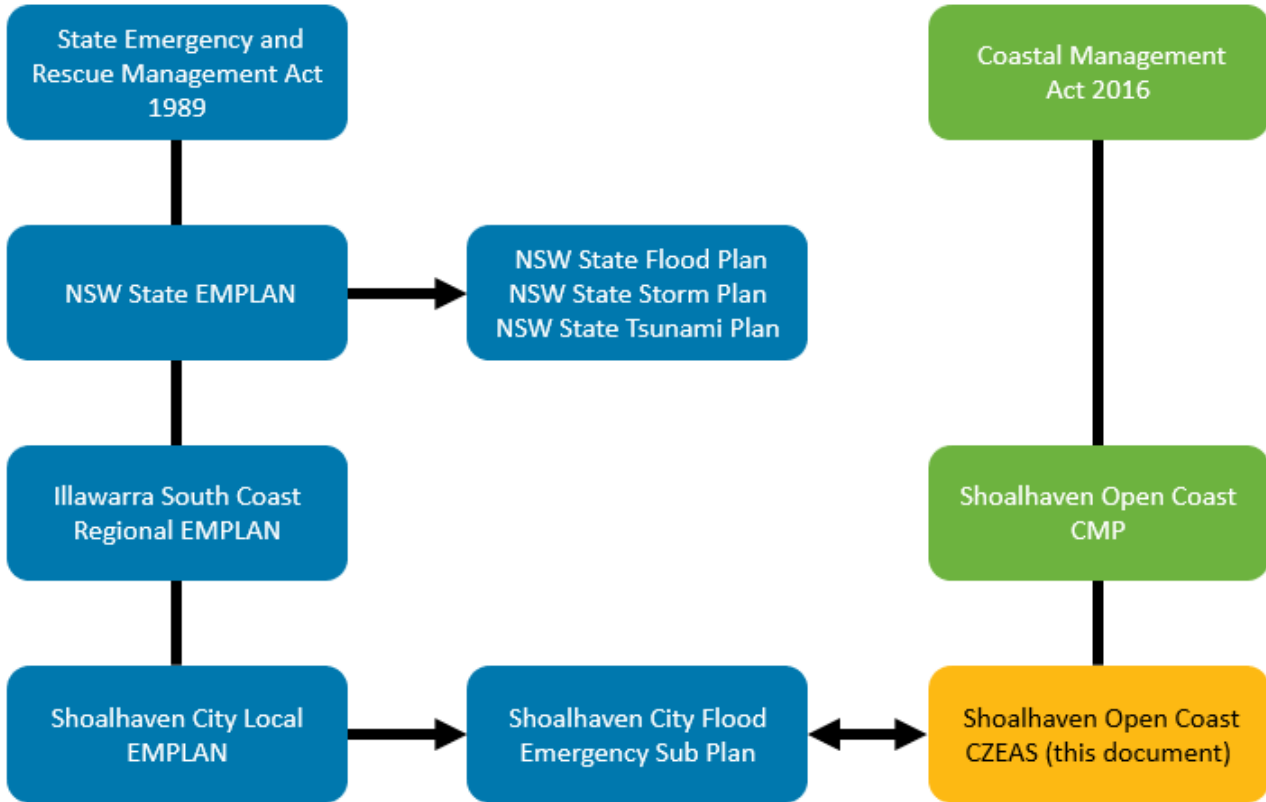 State Emergency and
Rescue Management Act
1989
Coastal Management
Act 2016
NSW State EMPLAN
NSW State Flood Plan
NSW State Storm Plan
NSW State Tsunami Plan
Illawarra South Coast
Regional EMPLAN
Shoalhaven Open Coast
CMP
Shoalhaven City Local
EMPLAN
Shoalhaven City Flood
Emergency Sub Plan
Shoalhaven Open Coast
CZEAS (this document)